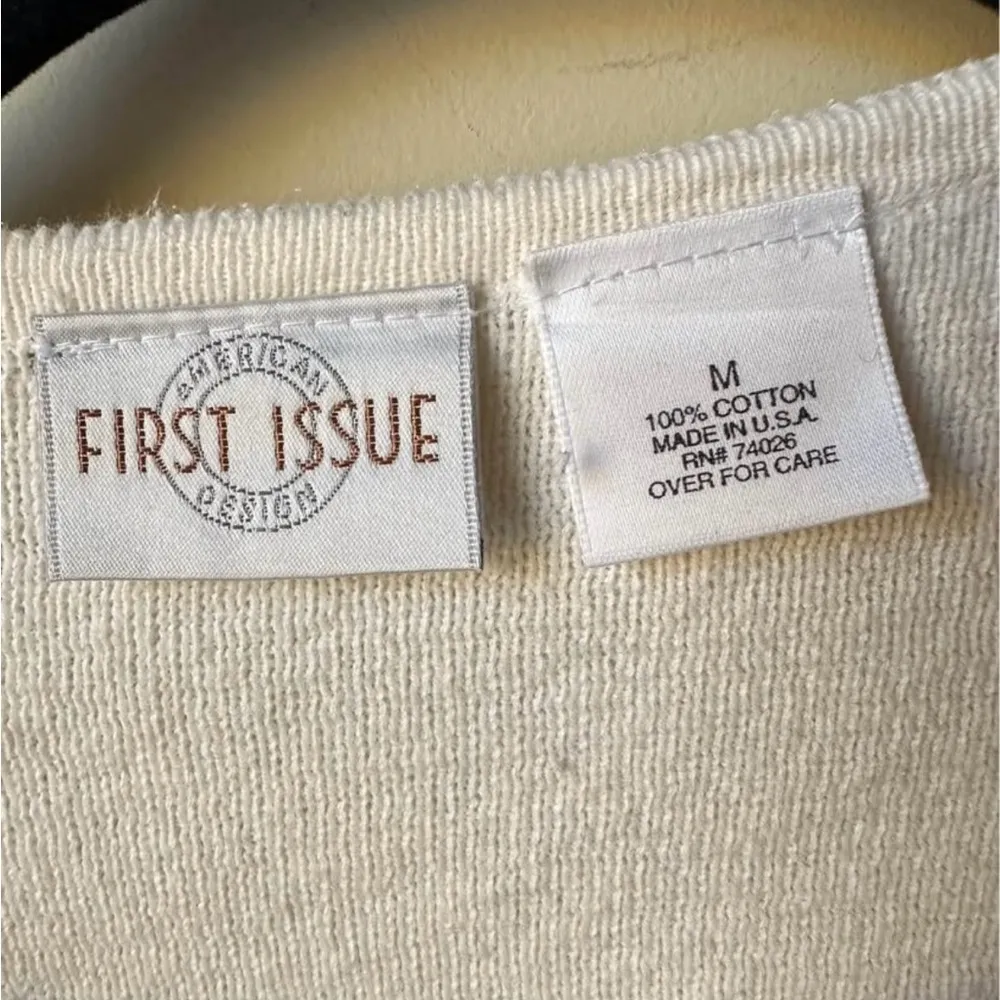 AMERICAN
FIRST ISSUE
DESIGN
M
100% COTTON
MADE IN U.S.A.
RN# 74026
OVER FOR CARE